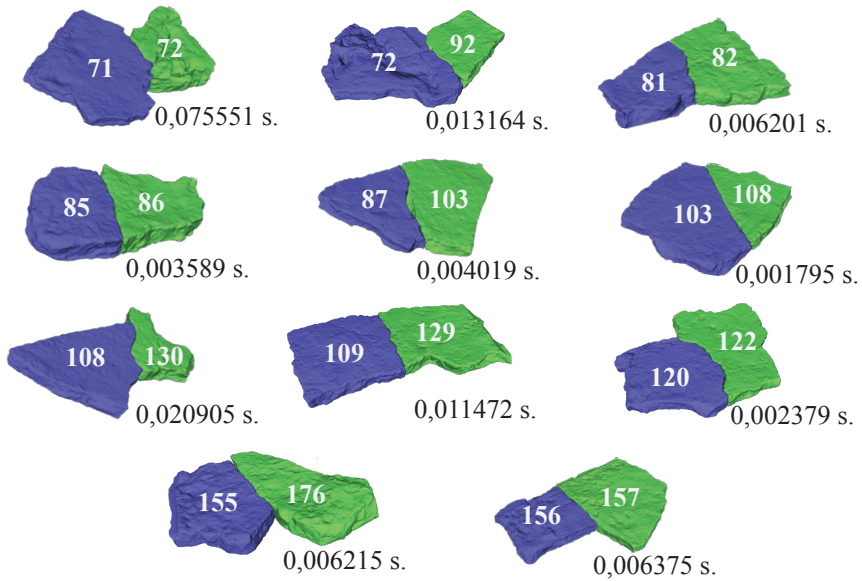 71 72
0,075551 s.
72 92
0,013164 s.
81 82
0,006201 s.
85 86
0,003589 s.
87 103
0,004019 s.
103 108
0,001795 s.
108 130
0,020905 s.
109 129
0,011472 s.
120 122
0,002379 s.
155 176
0,006215 s.
156 157
0,006375 s.